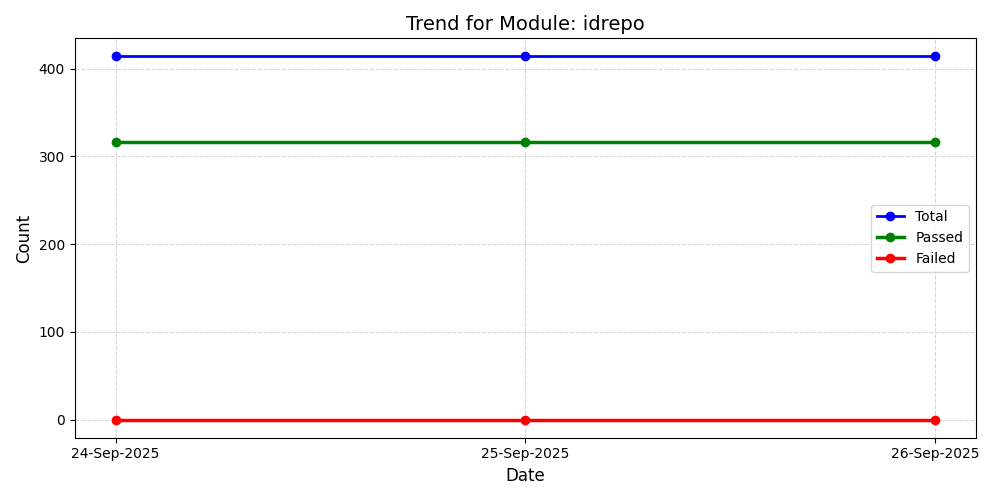 Trend for Module: idrepo
400
300
200
100
0
Count
Total
Passed
Failed
24-Sep-2025
25-Sep-2025
26-Sep-2025
Date